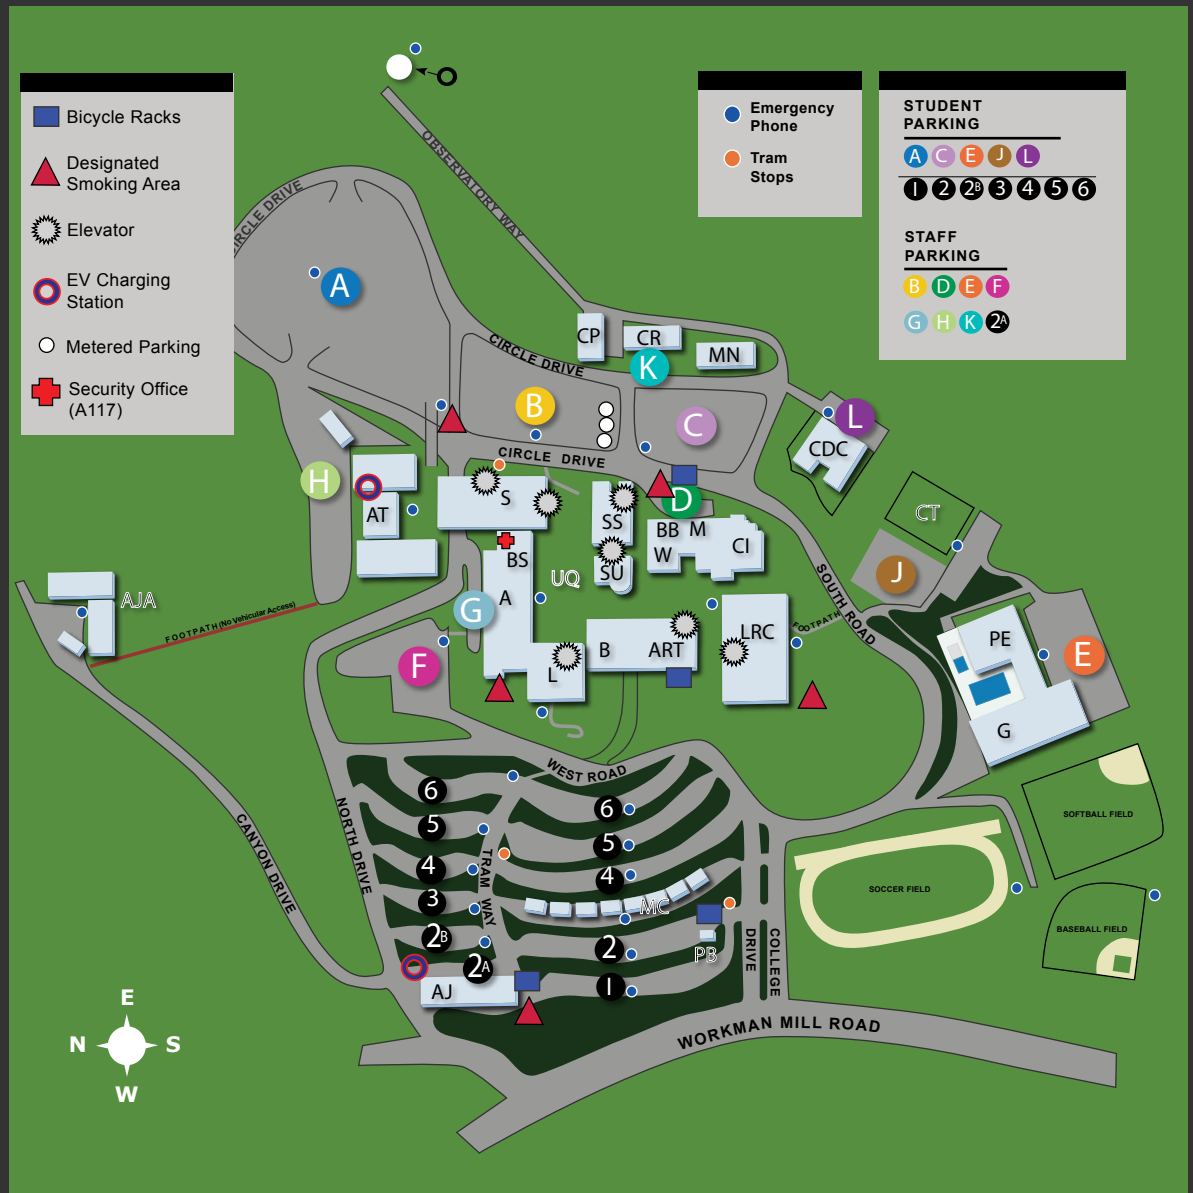 Bicycle Racks
Designated
Smoking Area
Elevator
EV Charging
Station
Metered Parking
Security Office
(A117)
Emergency
Phone
Tram
Stops
STUDENT
PARKING
A C E J L
1 2 2B 3 4 5 6
STAFF
PARKING
B D E F
G H K 2A
OBSERVATORY WAY
CIRCLE DRIVE
A
CP
CR
MN
K
CIRCLE DRIVE
B
C
L
CDC
CIRCLE DRIVE
H
S
D
AT
SS
BB
M
CT
W
CI
BS
SU
UQ
J
SOUTH ROAD
AJA
A
G
FOOTPATH (No Vehicular Access)
FOOTPATH
LRC
PE
B
ART
E
F
L
G
WEST ROAD
6
6
5
5
4
4
3
2B
2
2A
1
NORTH DRIVE
TRAM WAY
CANYON DRIVE
MC
PB
AJ
COLLEGE DRIVE
SOFTBALL FIELD
SOCCER FIELD
BASEBALL FIELD
WORKMAN MILL ROAD
E
N S
W